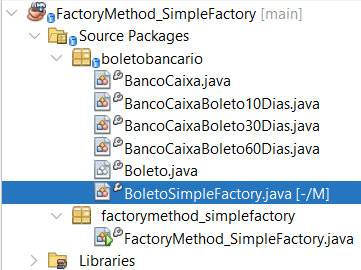 FactoryMethod_SimpleFactory [main]
Source Packages
boletobancario
BancoCaixa.java
BancoCaixaBoleto10Dias.java
BancoCaixaBoleto30Dias.java
BancoCaixaBoleto60Dias.java
Boleto.java
BoletoSimpleFactory.java [-/M]
factorymethod_simplefactory
FactoryMethod_SimpleFactory.java
Libraries